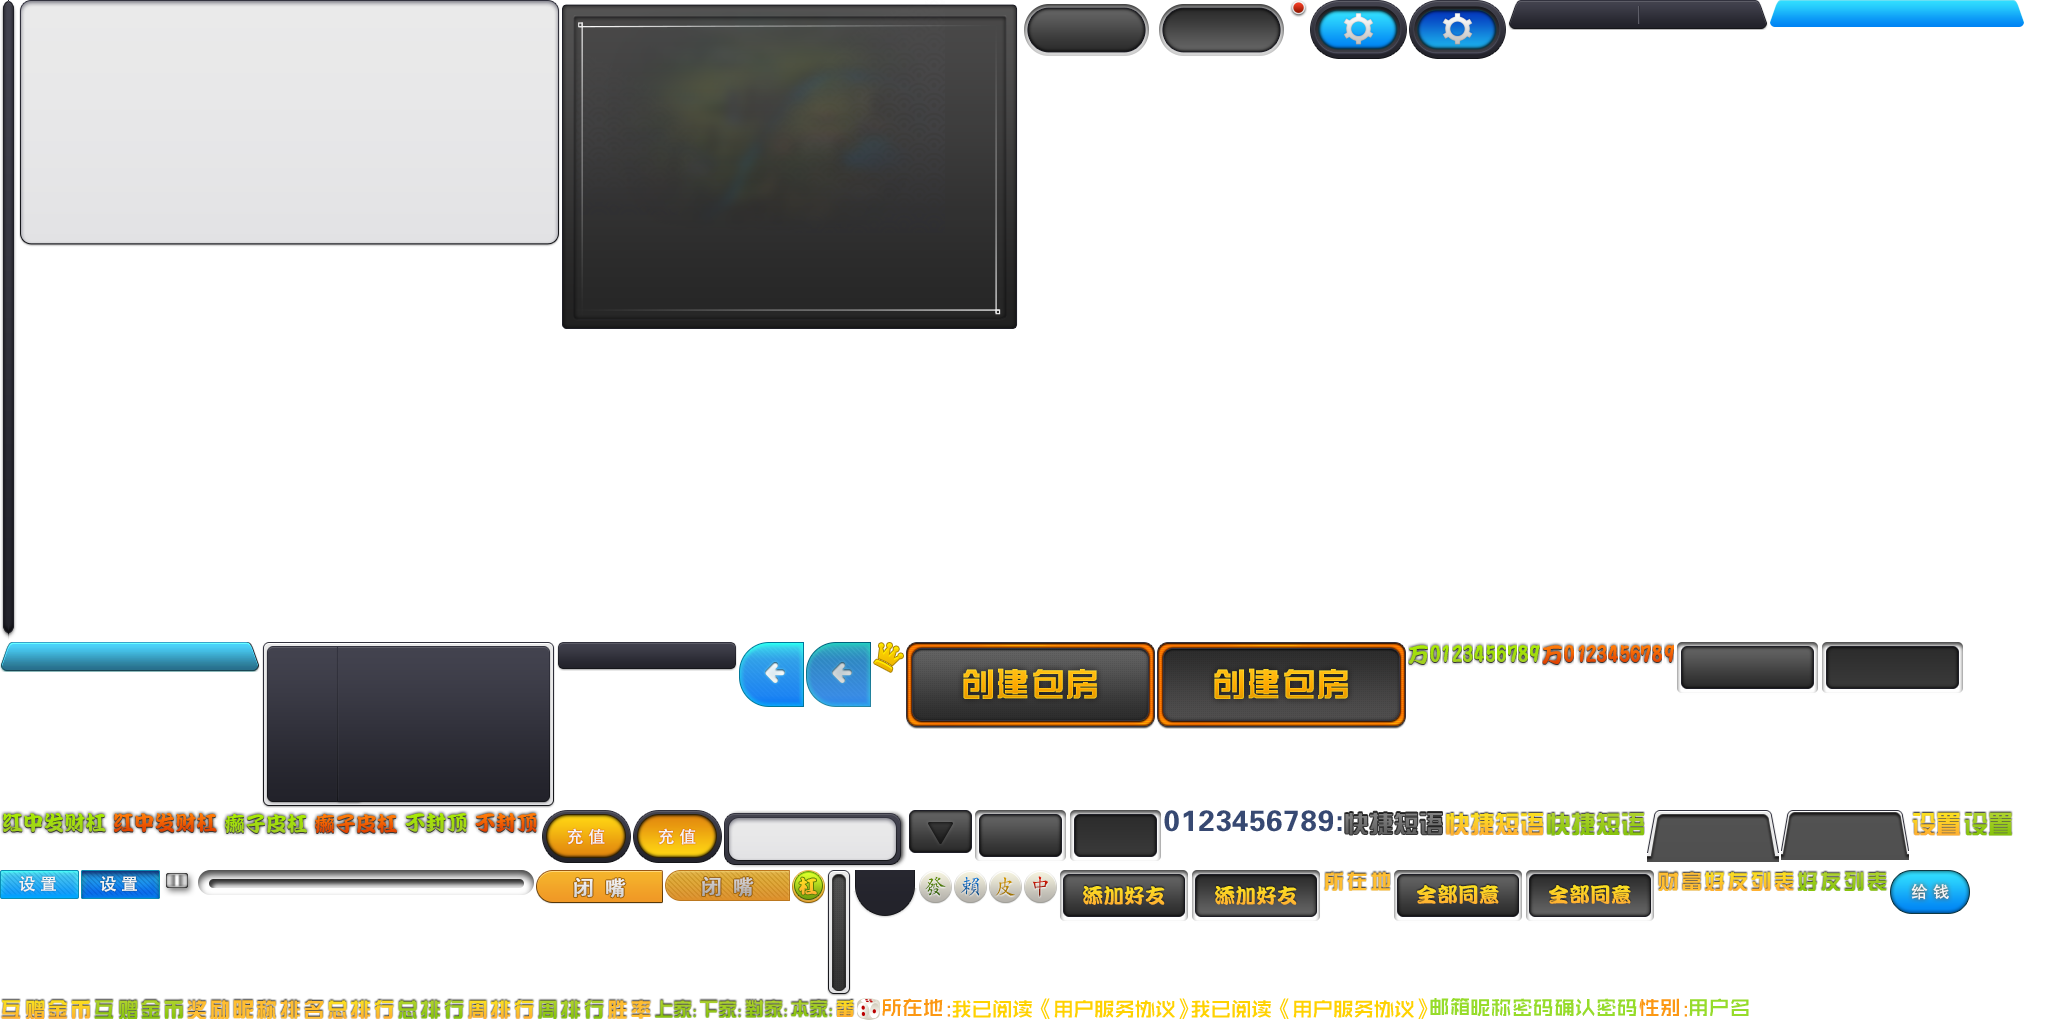 创建包房 创建包房 万0123456789 万0123456789
红中发财杠 红中发财杠 癞子皮杠 癞子皮杠 不封顶 不封顶 充值 充值 0123456789: 快捷短语 快捷短语 快捷短语 设置 设置
设置 设置 闭嘴 闭嘴 杠 發 賴 皮 中 添加好友 添加好友 所在地 全部同意 全部同意 财富 好友列表 好友列表 给钱
互赠金币 互赠金币 奖励 昵称 排名 总排行 总排行 周排行 周排行 胜率 上家: 下家: 对家: 本家: 番 所在地: 我已阅读《用户服务协议》 我已阅读《用户服务协议》 邮箱 昵称 密码 确认密码 性别: 用户名